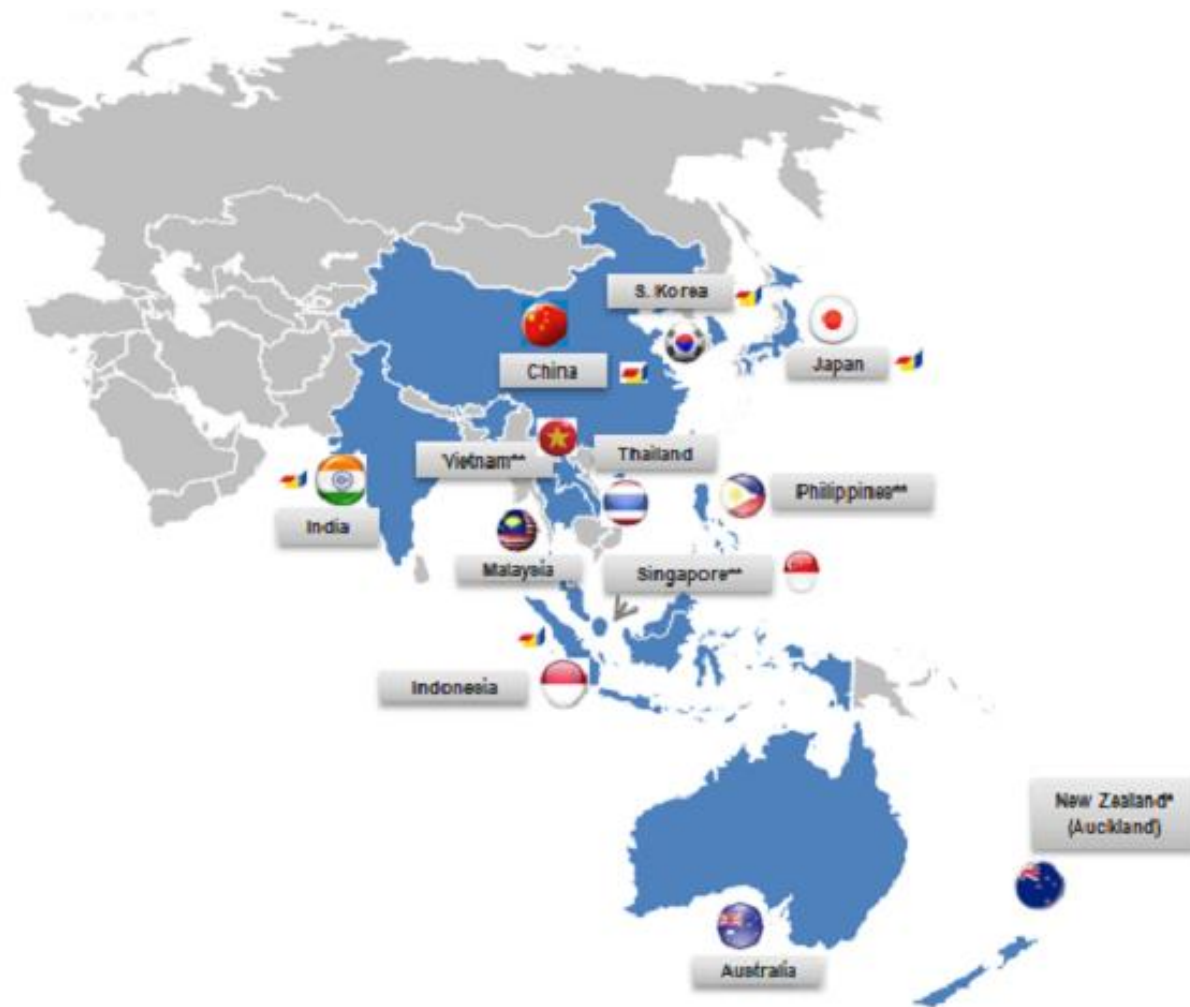 S. Korea
China
Japan
Vietnam**
Thailand
Philippines**
India
Malaysia
Singapore**
Indonesia
New Zealand*
(Auckland)
Australia